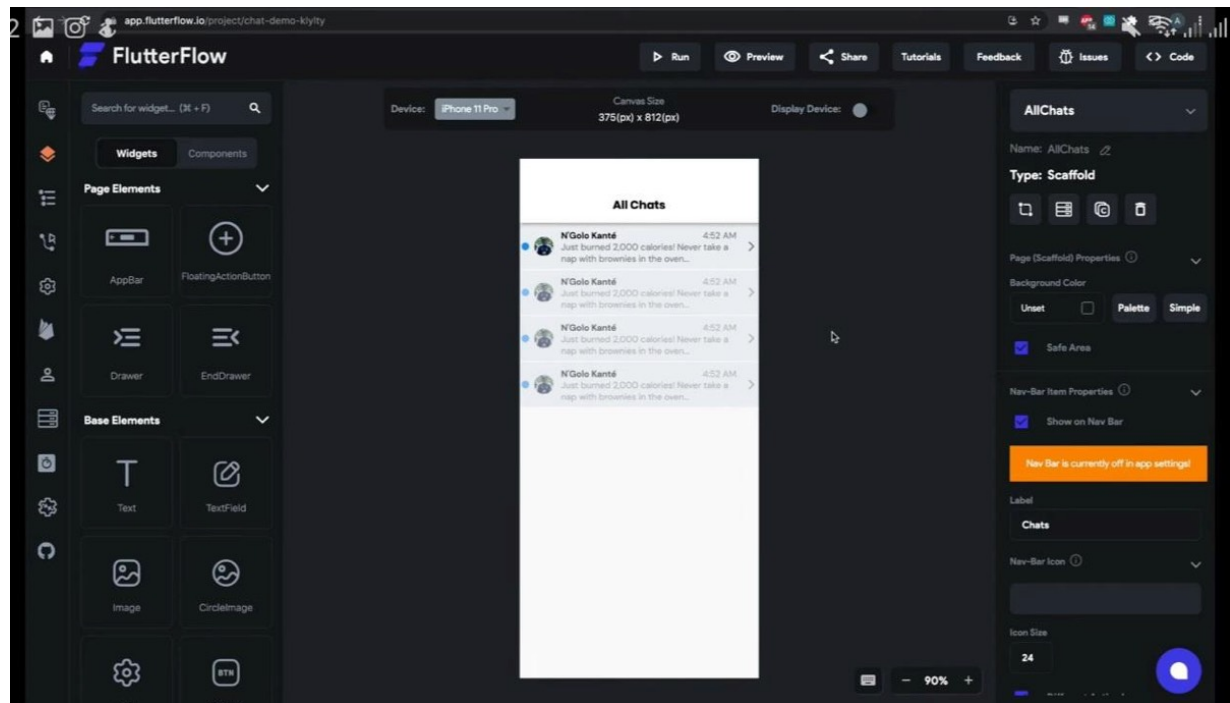 2
app.flutterflow.io/project/chat-demo-klylty
FlutterFlow
Run
Preview
Share
Tutorials
Feedback
Issues
Code
Search for widget... (⌘ + F)
Widgets
Components
Page Elements
AppBar
FloatingActionButton
Drawer
EndDrawer
Base Elements
Text
TextField
Image
CircleImage
BTN
Device:
iPhone 11 Pro
Canvas Size
375(px) x 812(px)
Display Device:
All Chats
N'Golo Kanté
4:52 AM
Just burned 2,000 calories! Never take a
nap with brownies in the oven...
N'Golo Kanté
4:52 AM
Just burned 2,000 calories! Never take a
nap with brownies in the oven...
N'Golo Kanté
4:52 AM
Just burned 2,000 calories! Never take a
nap with brownies in the oven...
N'Golo Kanté
4:52 AM
Just burned 2,000 calories! Never take a
nap with brownies in the oven...
90%
AllChats
Name: AllChats
Type: Scaffold
Page (Scaffold) Properties
Background Color
Unset
Palette
Simple
Safe Area
Nav-Bar Item Properties
Show on Nav Bar
Nav Bar is currently off in app settings!
Label
Chats
Nav-Bar Icon
Icon Size
24